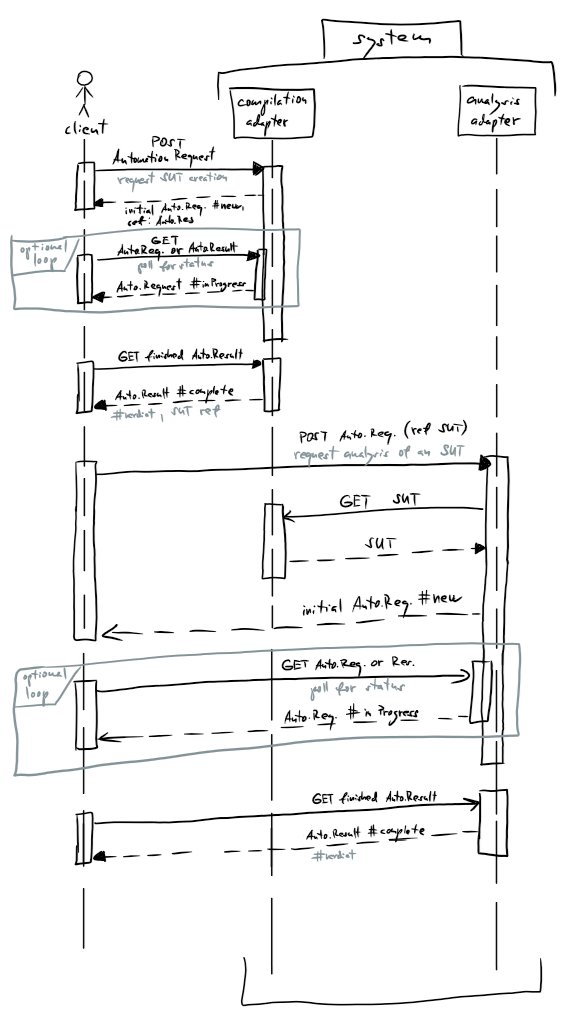 system
client
compilation
adapter
analysis
adapter
POST
Automation Request
request SUT creation
initial Auto.Req. #new,
ref: Auto.Res
optional
loop
GET
Auto.Req. or Auto.Result
poll for status
Auto.Request #inProgress
GET finished Auto.Result
Auto.Result #complete
#verdict, SUT ref
POST Auto.Req. (ref SUT)
request analysis of an SUT
GET SUT
SUT
initial Auto.Req. #new
optional
loop
GET Auto.Req. or Res.
poll for status
Auto.Req. #in Progress
GET finished Auto.Result
Auto.Result #complete
#verdict